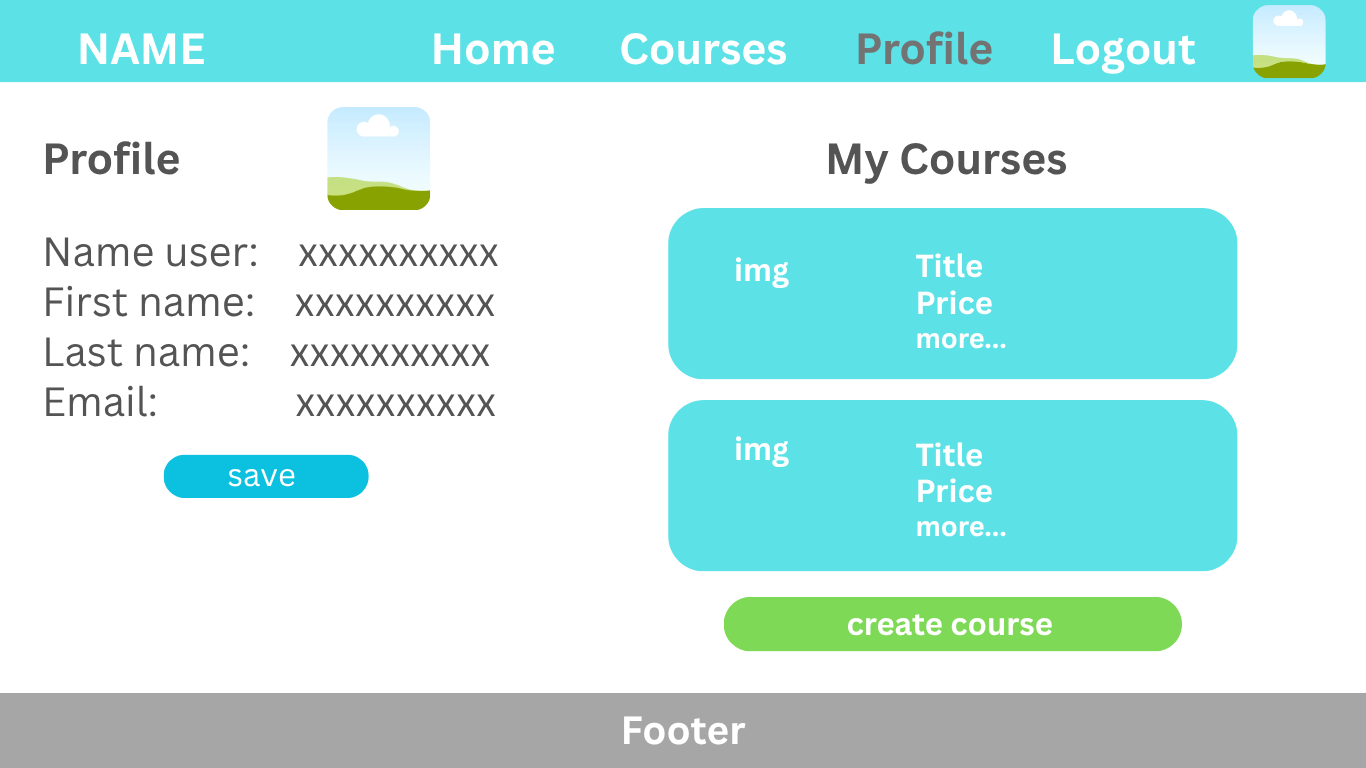 NAME Home Courses Profile Logout
Profile
Name user: xxxxxxxxxx
First name: xxxxxxxxxx
Last name: xxxxxxxxxx
Email: xxxxxxxxxx
save
My Courses
img
Title
Price
more...
img
Title
Price
more...
create course
Footer